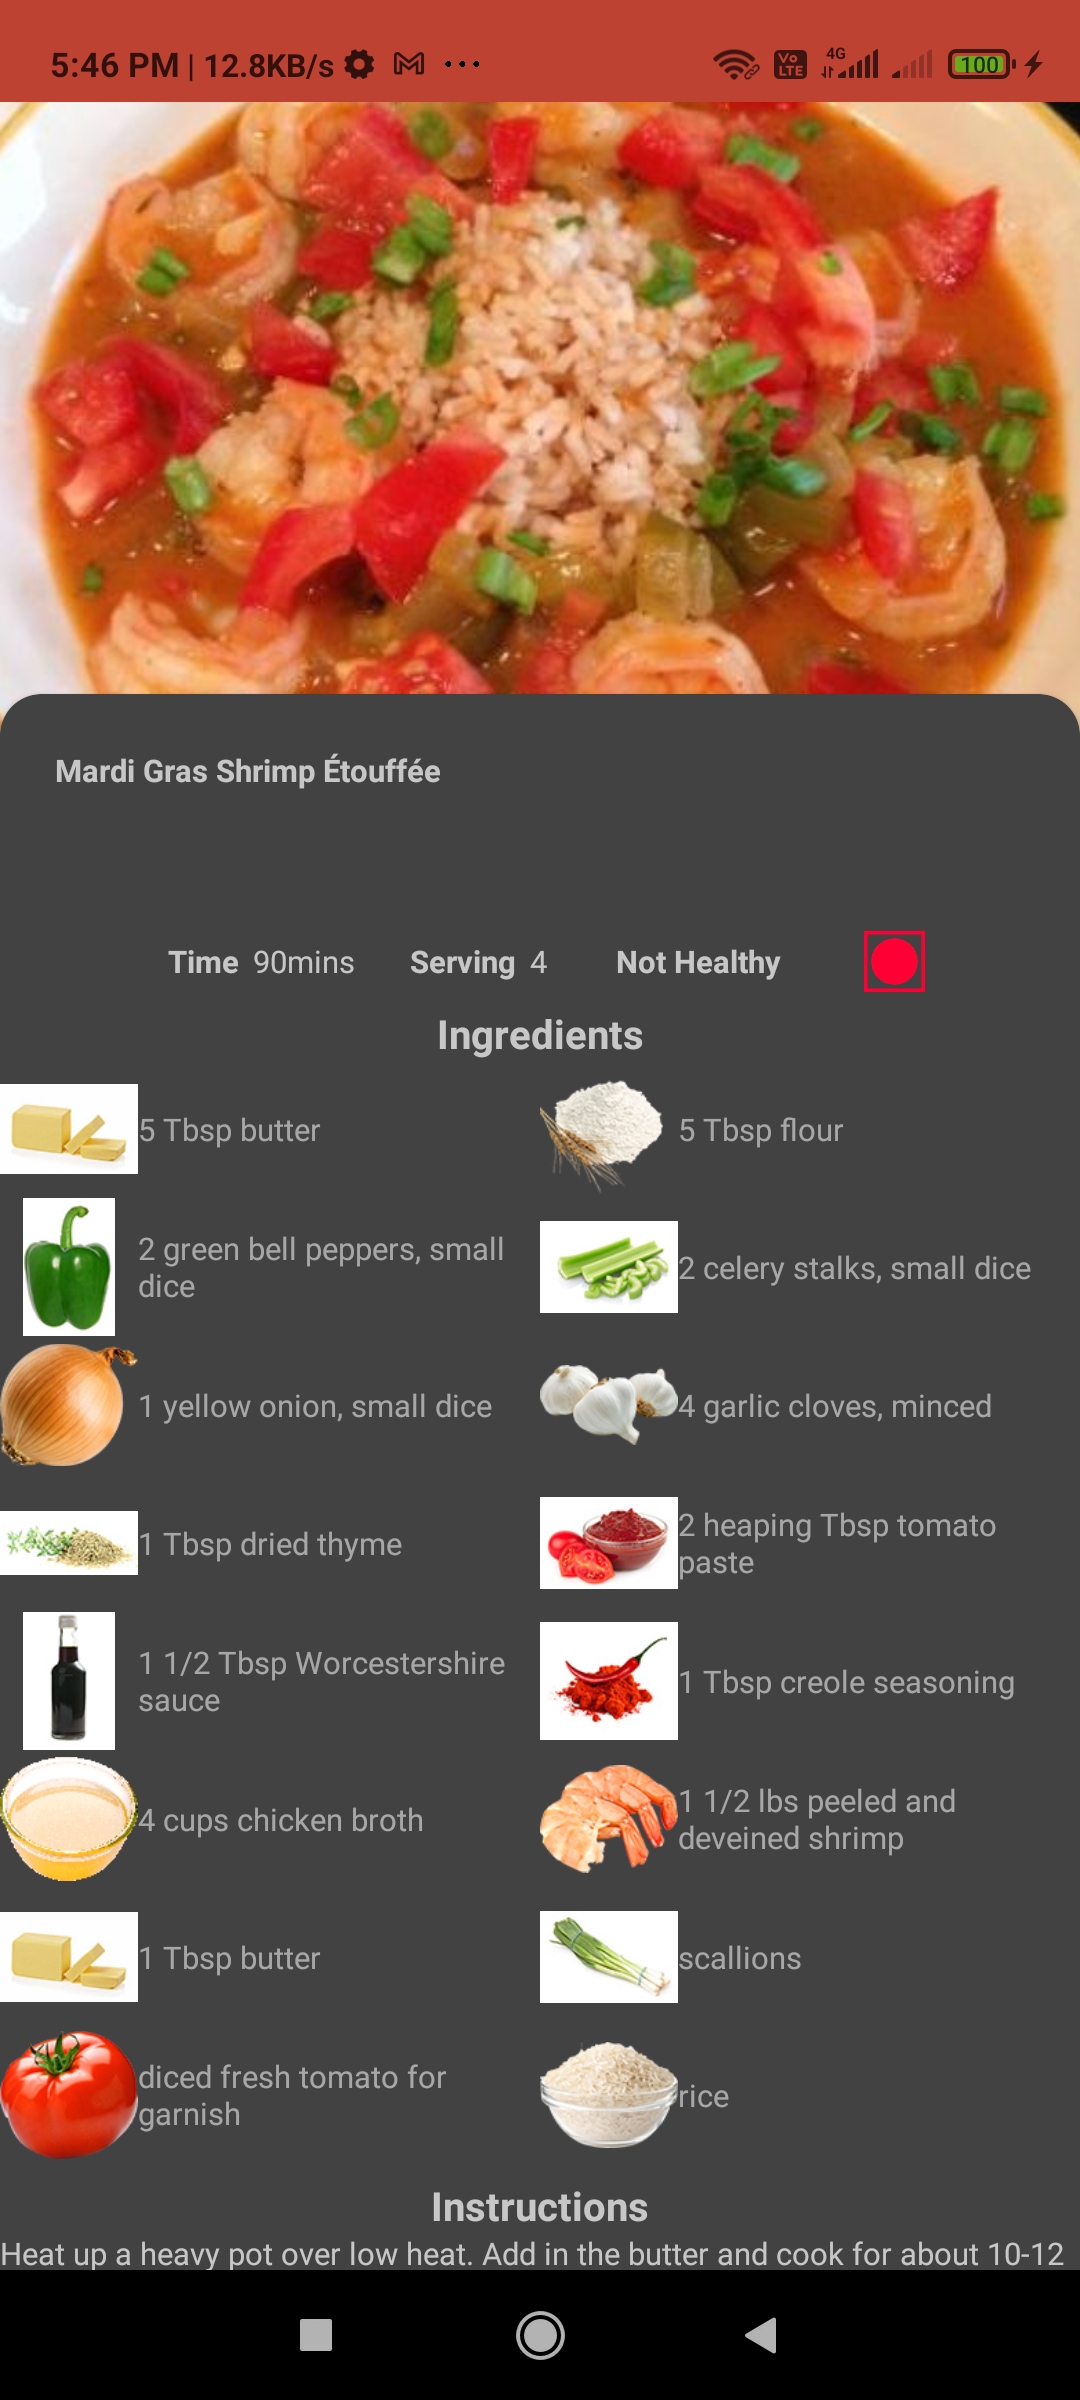 5:46 PM | 12.8KB/s
Vo LTE
4G
100
Mardi Gras Shrimp Étouffée
Time 90mins Serving 4 Not Healthy
Ingredients
5 Tbsp butter
5 Tbsp flour
2 green bell peppers, small
dice
2 celery stalks, small dice
1 yellow onion, small dice
4 garlic cloves, minced
1 Tbsp dried thyme
2 heaping Tbsp tomato
paste
1 1/2 Tbsp Worcestershire
sauce
1 Tbsp creole seasoning
4 cups chicken broth
1 1/2 lbs peeled and
deveined shrimp
1 Tbsp butter
scallions
diced fresh tomato for
garnish
rice
Instructions
Heat up a heavy pot over low heat. Add in the butter and cook for about 10-12